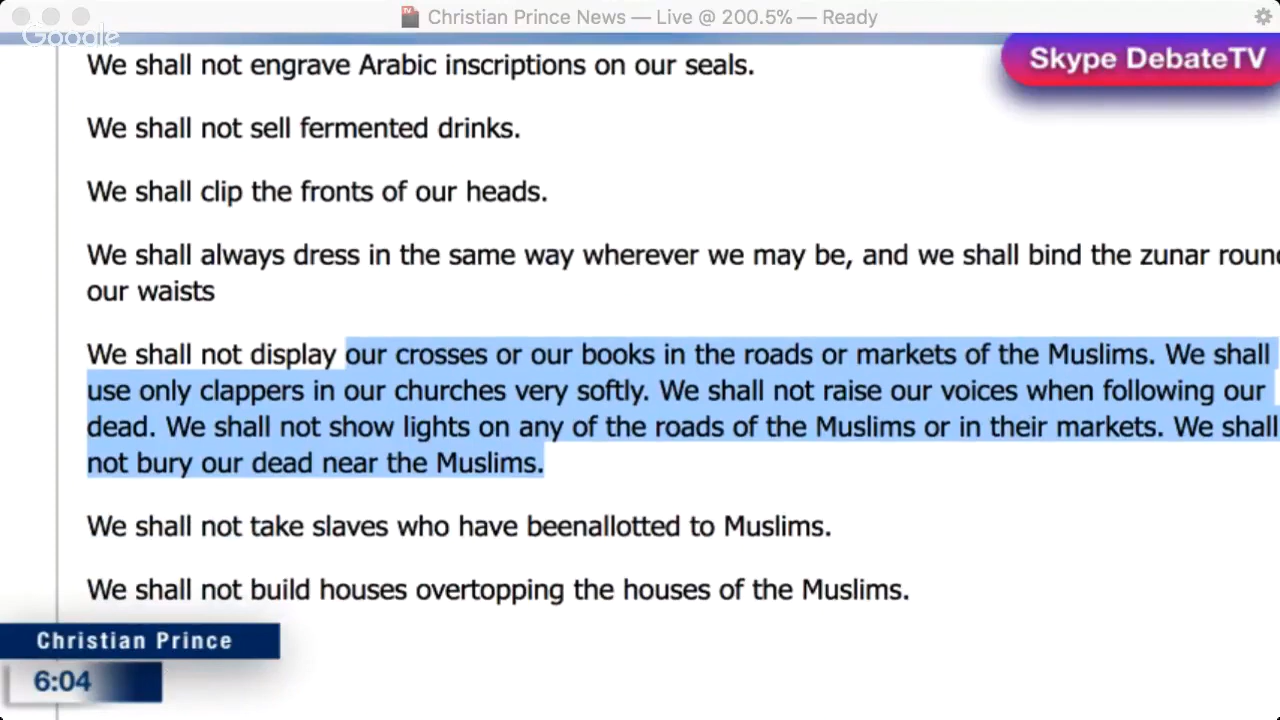 Christian Prince News — Live @ 200.5% — Ready
Google
Skype DebateTV
We shall not engrave Arabic inscriptions on our seals.
We shall not sell fermented drinks.
We shall clip the fronts of our heads.
We shall always dress in the same way wherever we may be, and we shall bind the zunar round
our waists
We shall not display our crosses or our books in the roads or markets of the Muslims. We shall
use only clappers in our churches very softly. We shall not raise our voices when following our
dead. We shall not show lights on any of the roads of the Muslims or in their markets. We shall
not bury our dead near the Muslims.
We shall not take slaves who have beenallotted to Muslims.
We shall not build houses overtopping the houses of the Muslims.
Christian Prince
6:04